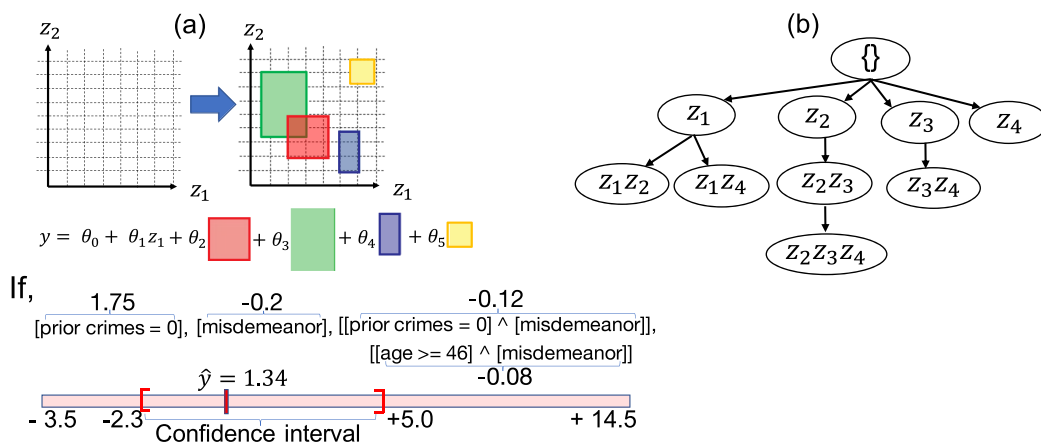 (a)
z₂
z₁
z₂
z₁
y = θ₀ + θ₁z₁ + θ₂ + θ₃ + θ₄ + θ₅
(b)
{}
z₁ z₂ z₃ z₄
z₁z₂ z₁z₄ z₂z₃ z₃z₄
z₂z₃z₄
If,
1.75 -0.2 -0.12
[prior crimes = 0], [misdemeanor], [[prior crimes = 0] ^ [misdemeanor]],
[[age >= 46] ^ [misdemeanor]]
-0.08
ŷ = 1.34
- 3.5 -2.3 +5.0 + 14.5
Confidence interval